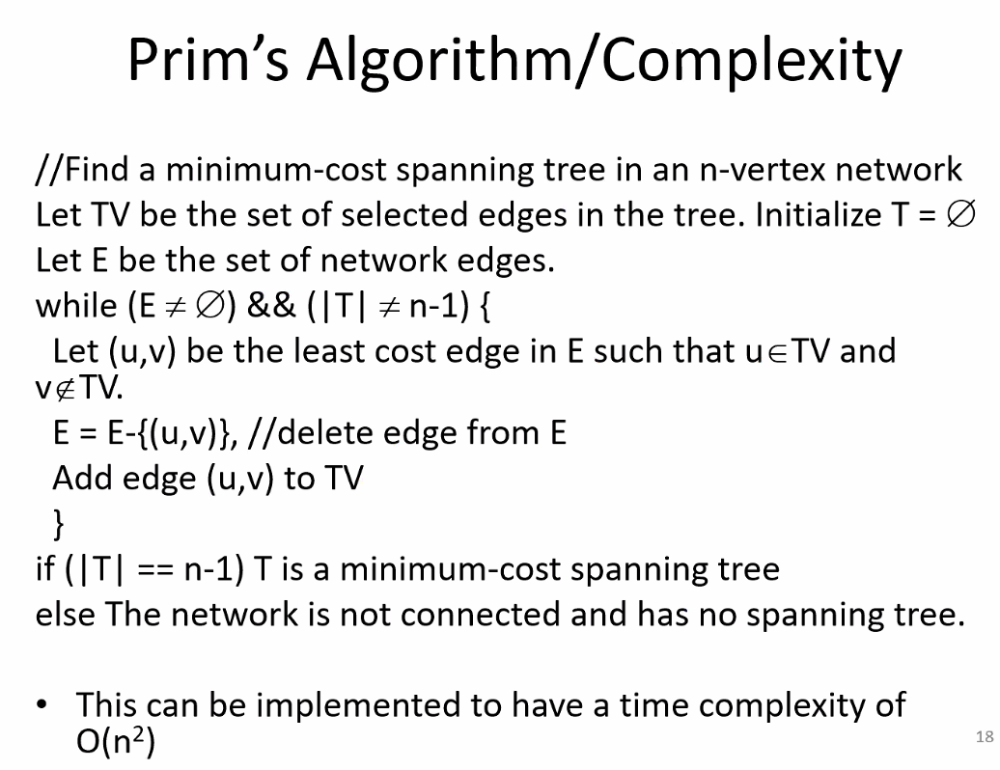 Prim’s Algorithm/Complexity
//Find a minimum-cost spanning tree in an n-vertex network
Let TV be the set of selected edges in the tree. Initialize T = ∅
Let E be the set of network edges.
while (E ≠ ∅) && (|T| ≠ n-1) {
Let (u,v) be the least cost edge in E such that u∈TV and
v∉TV.
E = E-{(u,v)}, //delete edge from E
Add edge (u,v) to TV
}
if (|T| == n-1) T is a minimum-cost spanning tree
else The network is not connected and has no spanning tree.
• This can be implemented to have a time complexity of
O(n²)
18